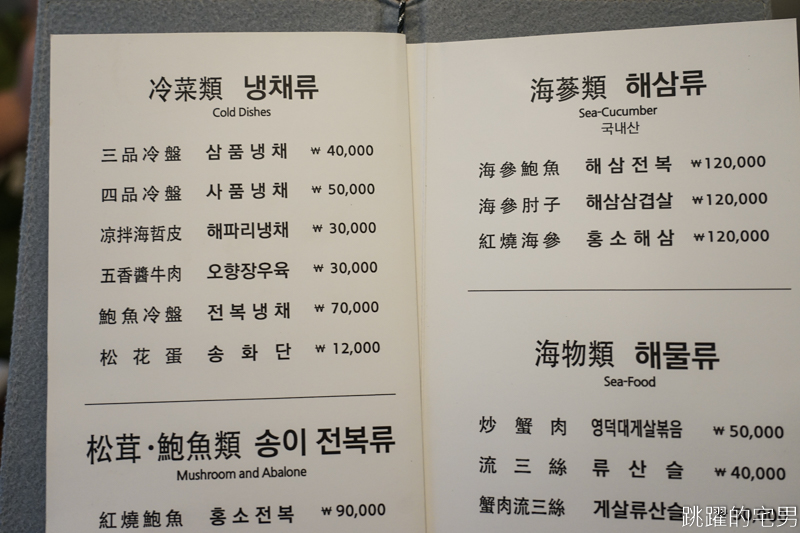 冷菜類 냉채류
Cold Dishes
三品冷盤 삼품냉채 ₩ 40,000
四品冷盤 사품냉채 ₩ 50,000
凉拌海哲皮 해파리냉채 ₩ 30,000
五香醬牛肉 오향장우육 ₩ 30,000
鮑魚冷盤 전복냉채 ₩ 70,000
松花蛋 송화단 ₩ 12,000
松茸·鮑魚類 송이 전복류
Mushroom and Abalone
紅燒鮑魚 홍소전복 ₩ 90,000
海蔘類 해삼류
Sea-Cucumber
국내산
海參鮑魚 해삼전복 ₩120,000
海參肘子 해삼삼겹살 ₩120,000
紅燒海參 홍소해삼 ₩120,000
海物類 해물류
Sea-Food
炒蟹肉 영덕대게살볶음 ₩ 50,000
流三絲 류산슬 ₩ 40,000
蟹肉流三絲 게살류산슬
跳躍的宅男